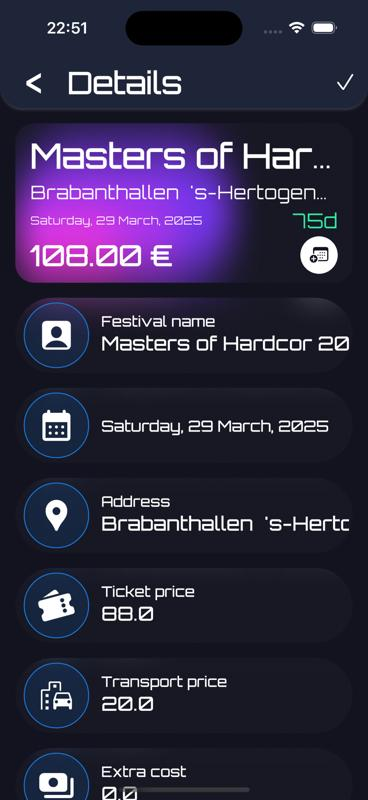 22:51
< Details
Masters of Har...
Brabanthallen 's-Hertogen...
Saturday, 29 March, 2025 75d
108.00 €
Festival name
Masters of Hardcor 20
Saturday, 29 March, 2025
Address
Brabanthallen 's-Hertc
Ticket price
88.0
Transport price
20.0
Extra cost
0.0